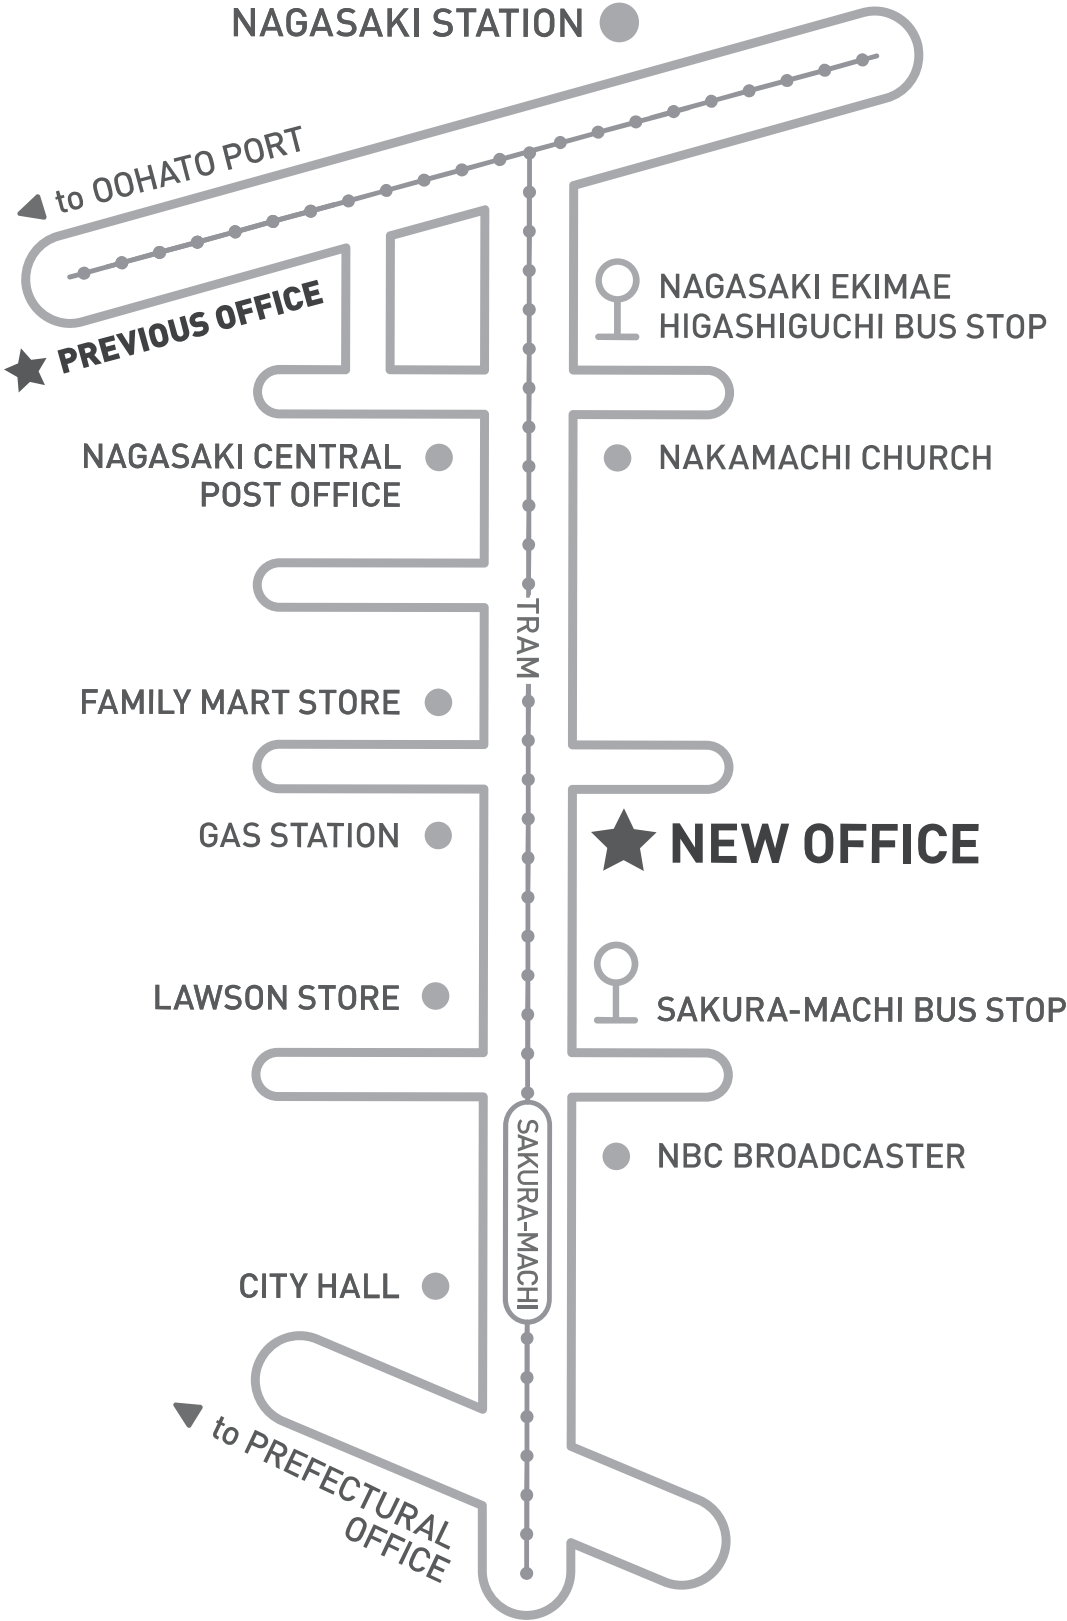 NAGASAKI STATION
to OOHATO PORT
PREVIOUS OFFICE
NAGASAKI EKIMAE
HIGASHIGUCHI BUS STOP
NAGASAKI CENTRAL
POST OFFICE
NAKAMACHI CHURCH
TRAM
FAMILY MART STORE
GAS STATION
NEW OFFICE
LAWSON STORE
SAKURA-MACHI BUS STOP
SAKURA-MACHI
NBC BROADCASTER
CITY HALL
to PREFECTURAL
OFFICE